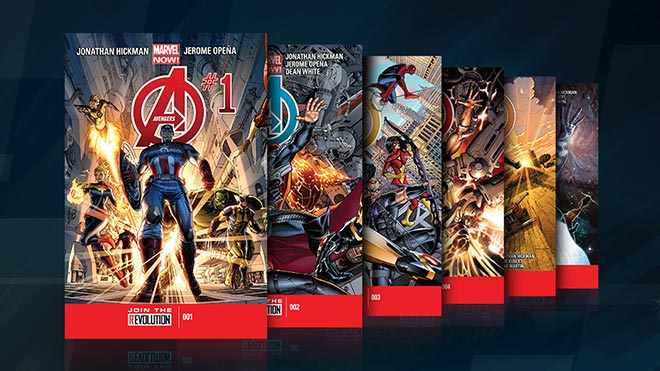 JONATHAN HICKMAN
MARVEL
NOW!
JEROME OPEÑA
AVENGERS
#1
JOIN THE
REVOLUTION
001
JONATHAN HICKMAN
JEROME OPEÑA
DEAN WHITE
002
003
004